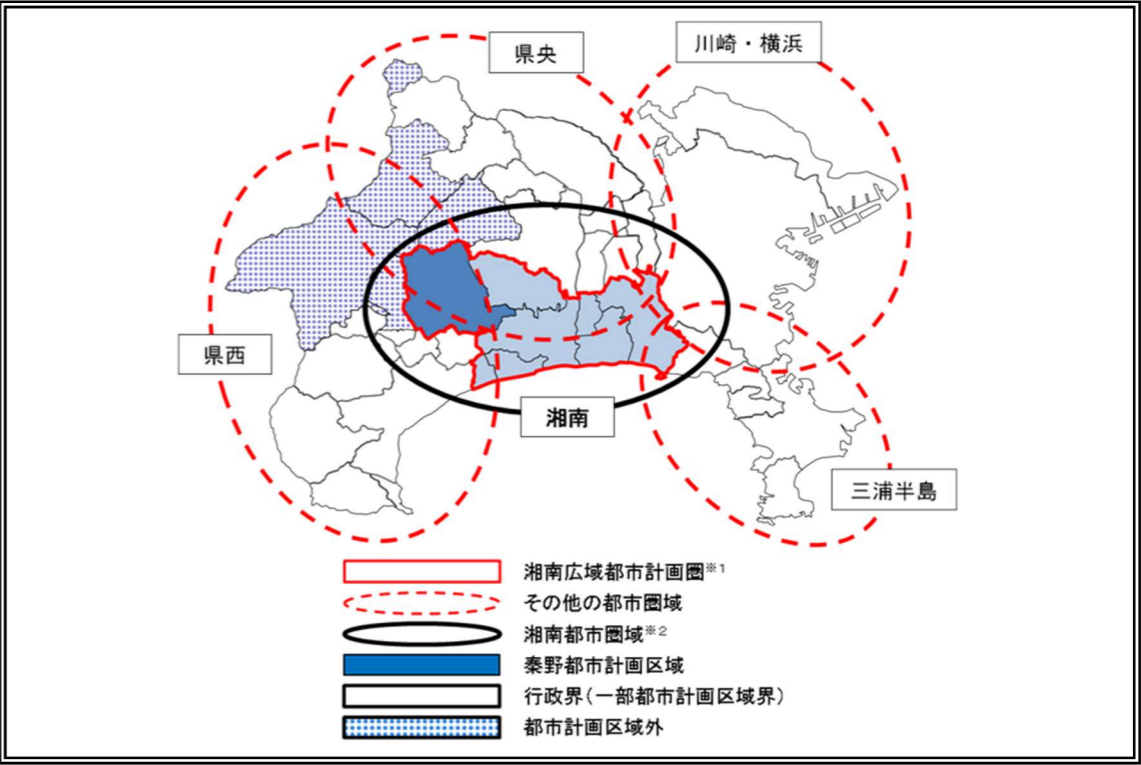 県央
川崎・横浜
県西
湘南
三浦半島
湘南広域都市計画圏※1
その他の都市圏域
湘南都市圏域※2
秦野都市計画区域
行政界（一部都市計画区域界）
都市計画区域外